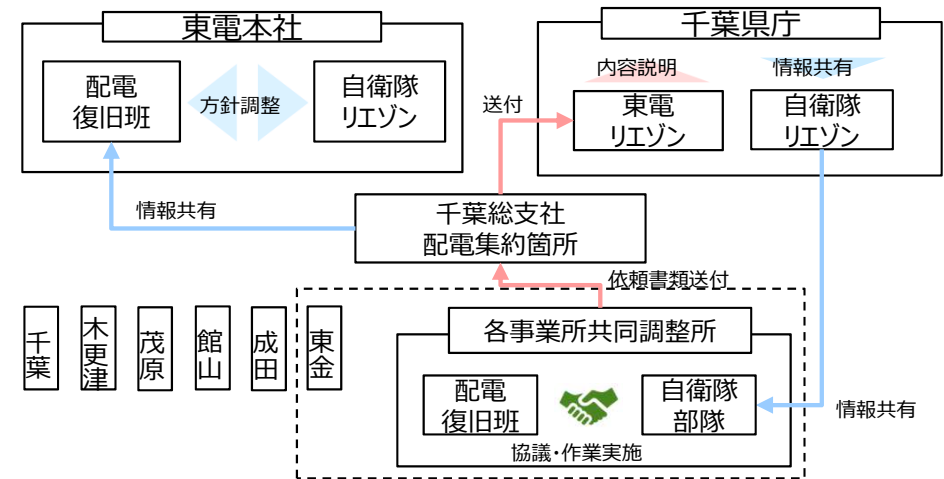 東電本社
配電
復旧班
方針調整
自衛隊
リエゾン
千葉県庁
内容説明
情報共有
東電
リエゾン
自衛隊
リエゾン
送付
情報共有
千葉総支社
配電集約箇所
依頼書類送付
千葉
木更津
茂原
館山
成田
東金
各事業所共同調整所
配電
復旧班
自衛隊
部隊
協議・作業実施
情報共有